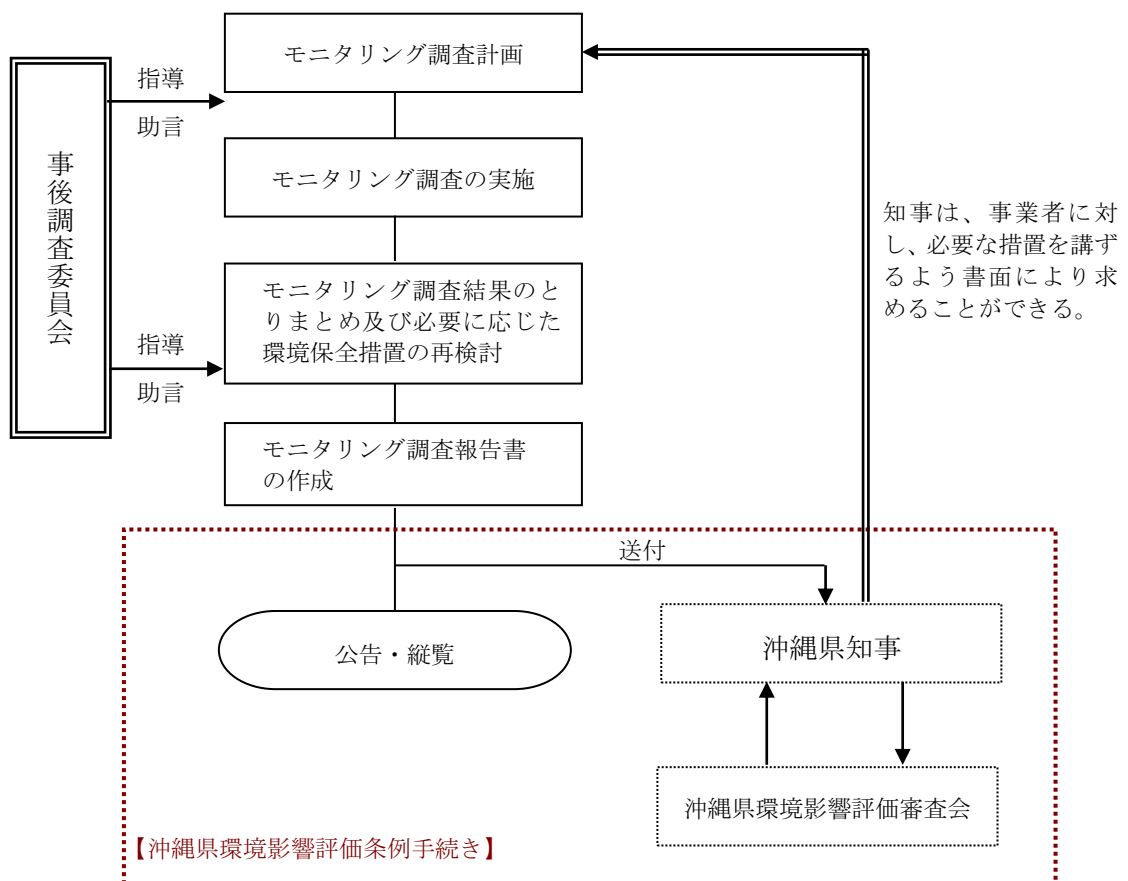 モニタリング調査計画
指導
助言
事後調査委員会
モニタリング調査の実施
知事は、事業者に対
し、必要な措置を講ず
るよう書面により求
めることができる。
モニタリング調査結果のと
りまとめ及び必要に応じた
環境保全措置の再検討
指導
助言
モニタリング調査報告書
の作成
送付
公告・縦覧
沖縄県知事
沖縄県環境影響評価審査会
【沖縄県環境影響評価条例手続き】